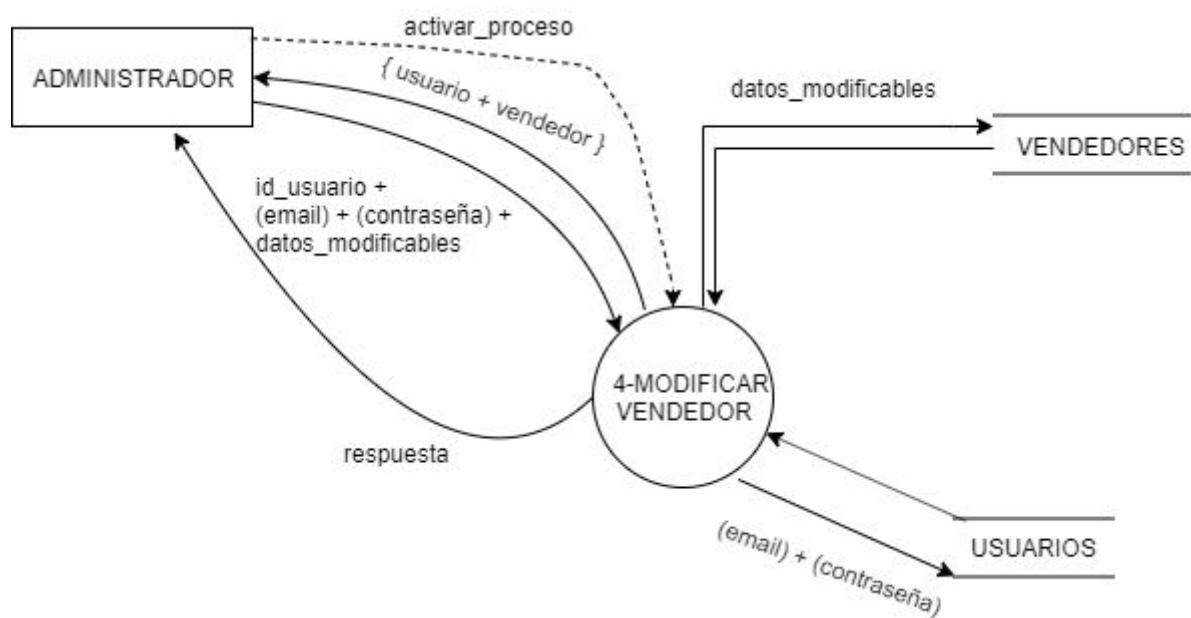 activar_proceso
ADMINISTRADOR
{ usuario + vendedor }
datos_modificables
VENDEDORES
id_usuario +
(email) + (contraseña) +
datos_modificables
4-MODIFICAR
VENDEDOR
respuesta
(email) + (contraseña)
USUARIOS